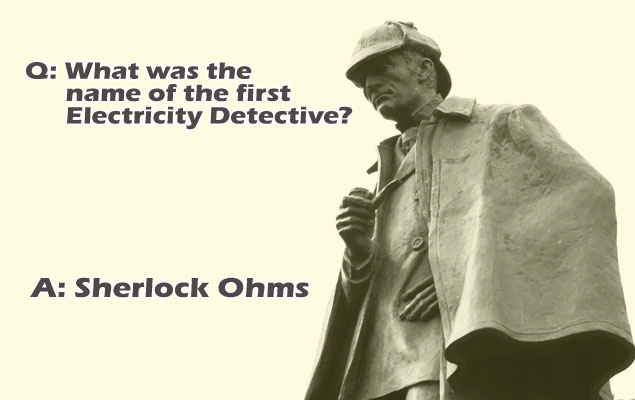 Q: What was the
name of the first
Electricity Detective?
A: Sherlock Ohms